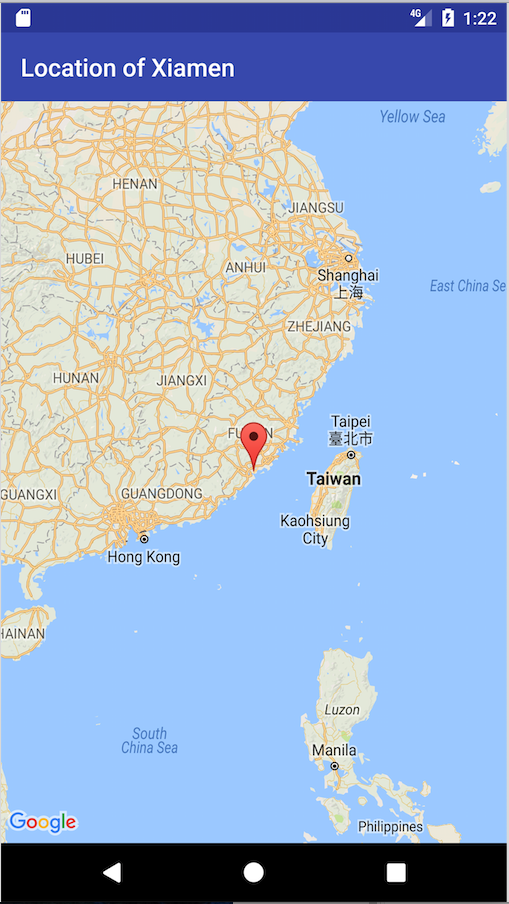 4G 1:22
Location of Xiamen
Yellow Sea
HENAN
JIANGSU
HUBEI
ANHUI
Shanghai
上海
East China Se
ZHEJIANG
HUNAN
JIANGXI
Taipei
臺北市
FU N
Taiwan
GUANGXI
GUANGDONG
Kaohsiung
City
Hong Kong
HAINAN
Luzon
South
China Sea
Manila
Google
Philippines